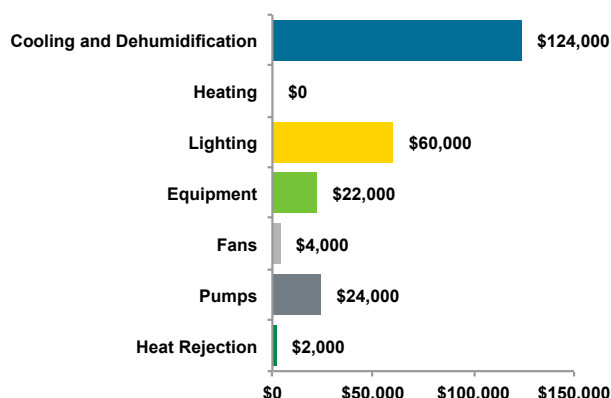 Cooling and Dehumidification $124,000
Heating $0
Lighting $60,000
Equipment $22,000
Fans $4,000
Pumps $24,000
Heat Rejection $2,000
$0 $50,000 $100,000 $150,000